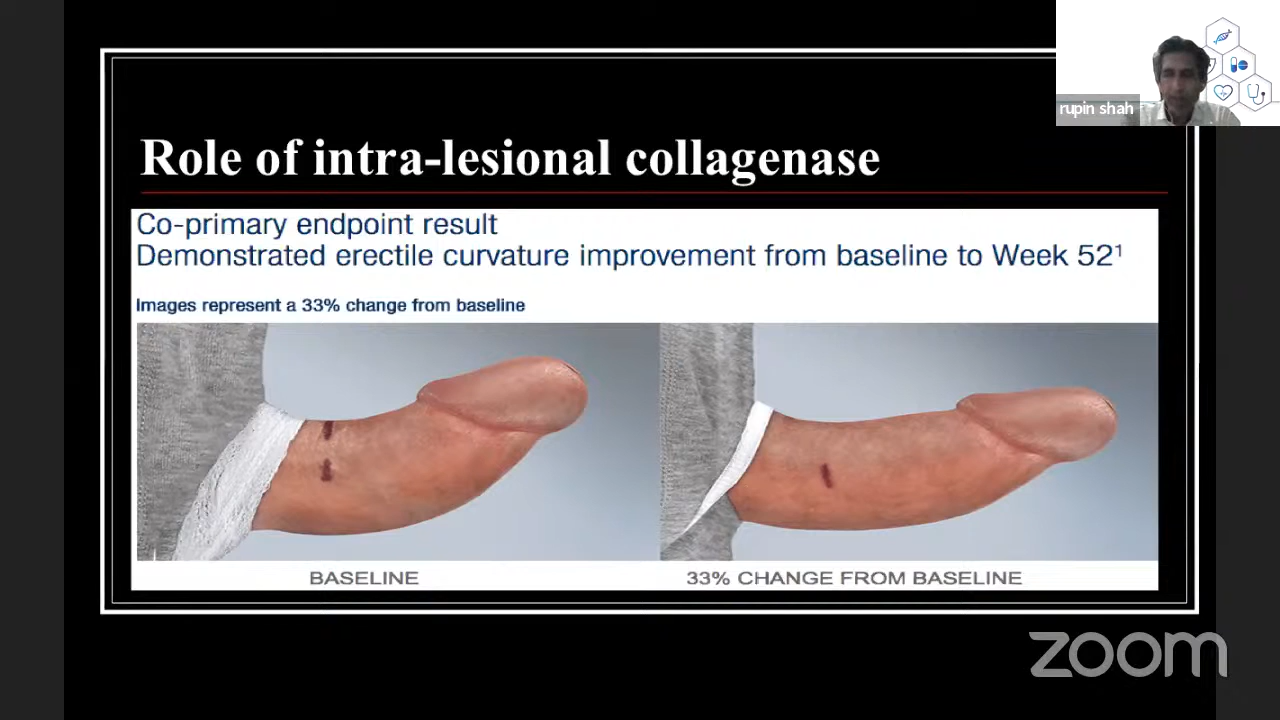 rupin shah
Role of intra-lesional collagenase
Co-primary endpoint result
Demonstrated erectile curvature improvement from baseline to Week 52¹
Images represent a 33% change from baseline
BASELINE
33% CHANGE FROM BASELINE
zoom